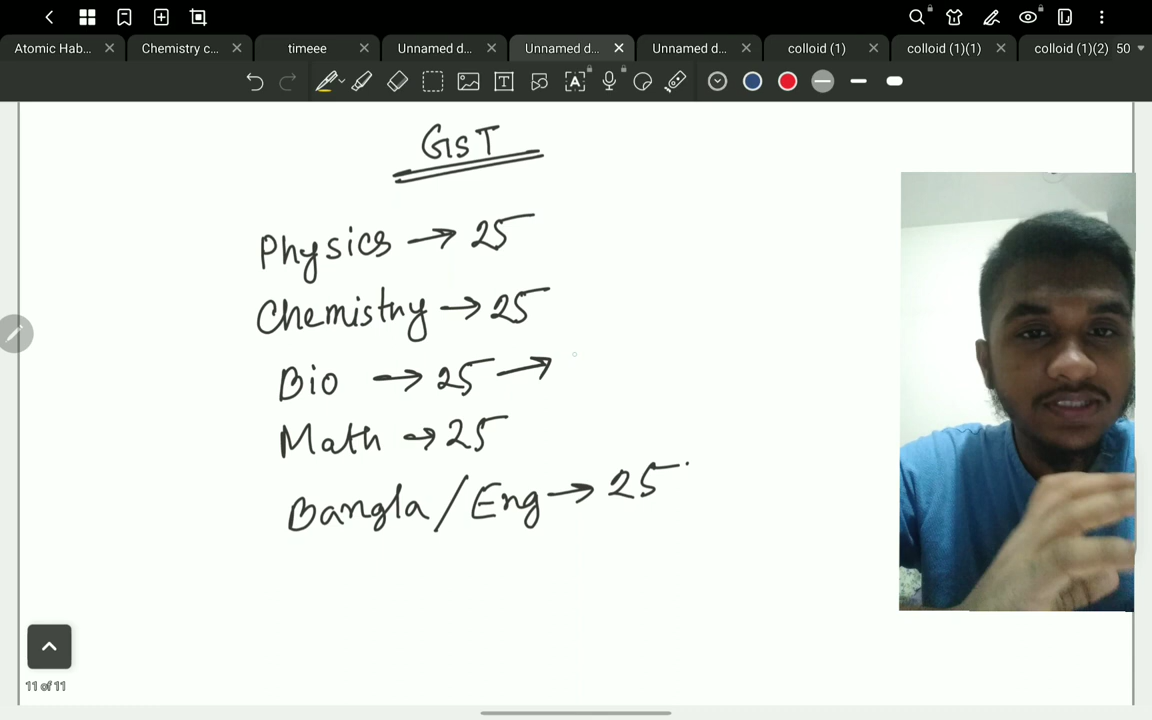 Atomic Hab... Chemistry c... timeee Unnamed d... Unnamed d... Unnamed d... colloid (1) colloid (1)(1) colloid (1)(2) 50
A
T
GST
Physics → 25
Chemistry → 25
Bio → 25 →
Math → 25
Bangla / Eng → 25
11 of 11